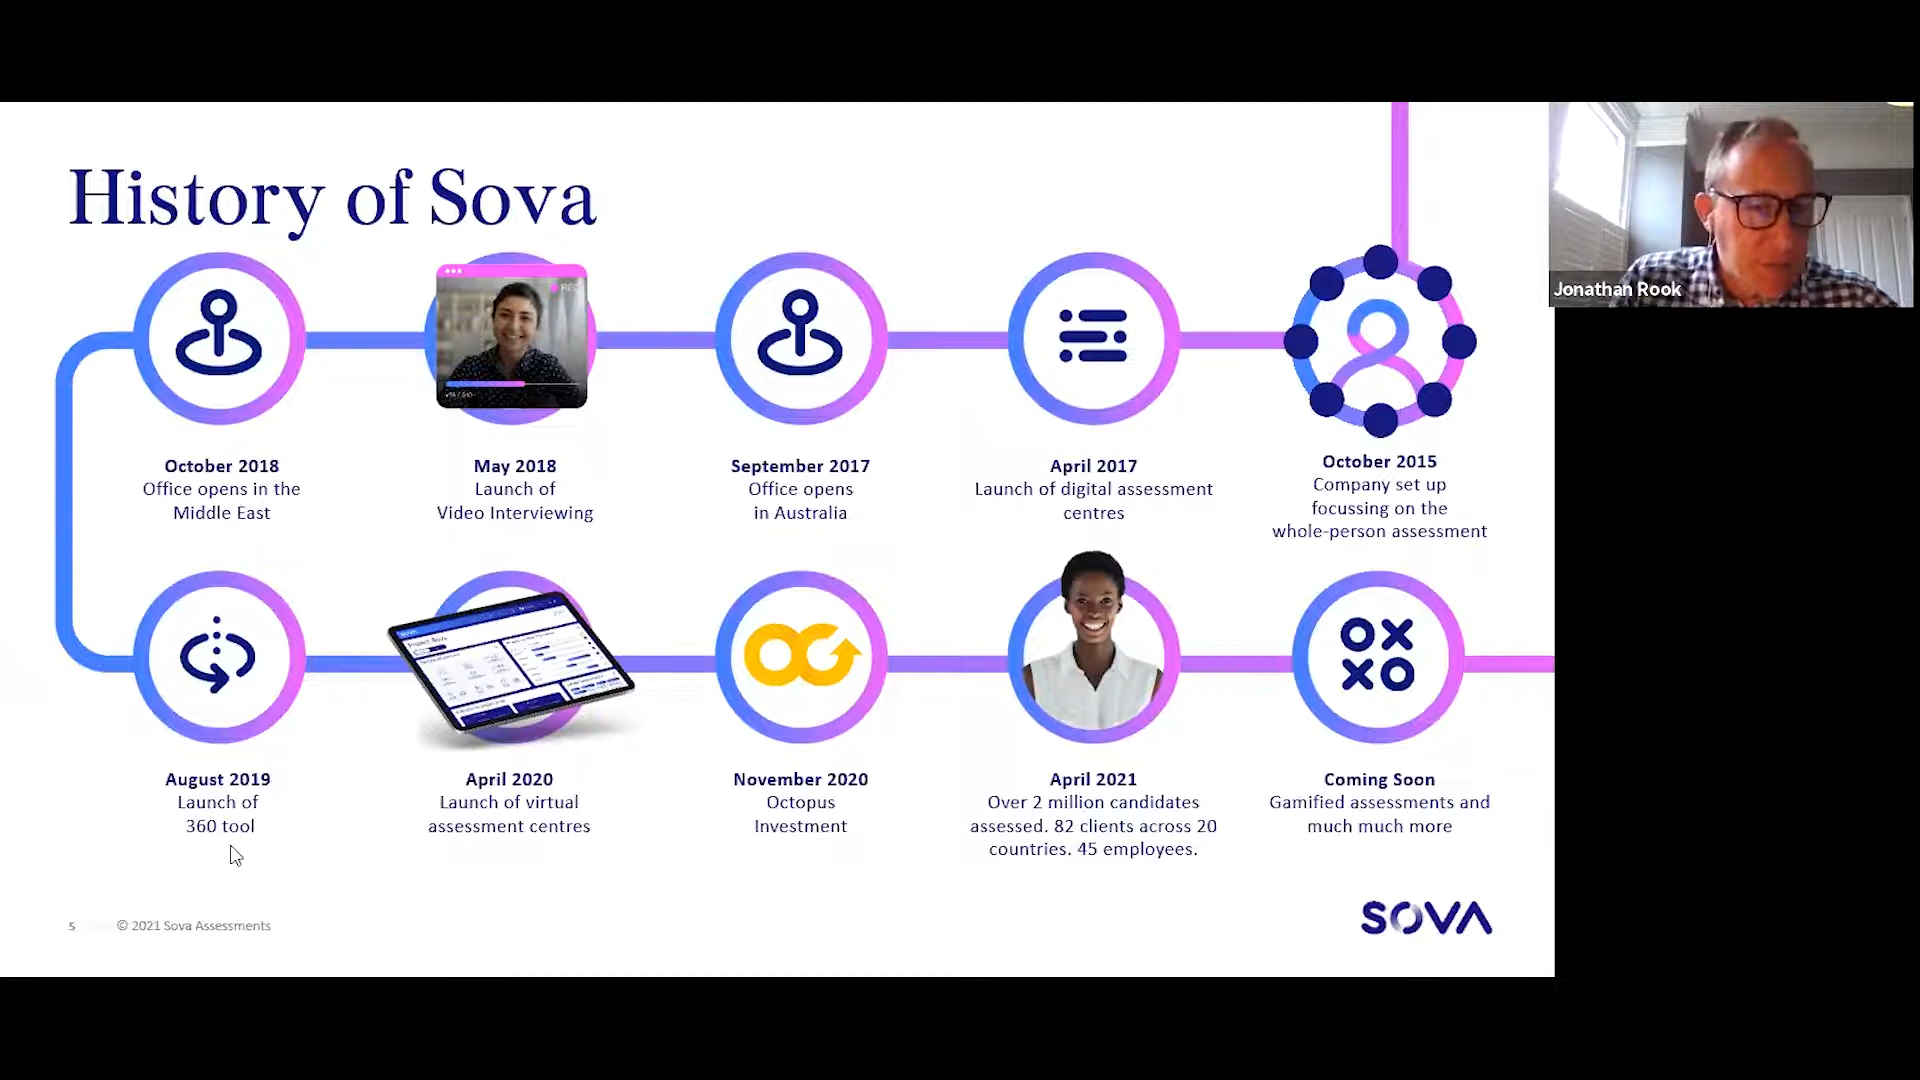 History of Sova
REC
October 2018
Office opens in the
Middle East
May 2018
Launch of
Video Interviewing
September 2017
Office opens
in Australia
April 2017
Launch of digital assessment
centres
October 2015
Company set up
focussing on the
whole-person assessment
August 2019
Launch of
360 tool
April 2020
Launch of virtual
assessment centres
November 2020
Octopus
Investment
April 2021
Over 2 million candidates
assessed. 82 clients across 20
countries. 45 employees.
Coming Soon
Gamified assessments and
much much more
5
© 2021 Sova Assessments
SOVA
Jonathan Rook